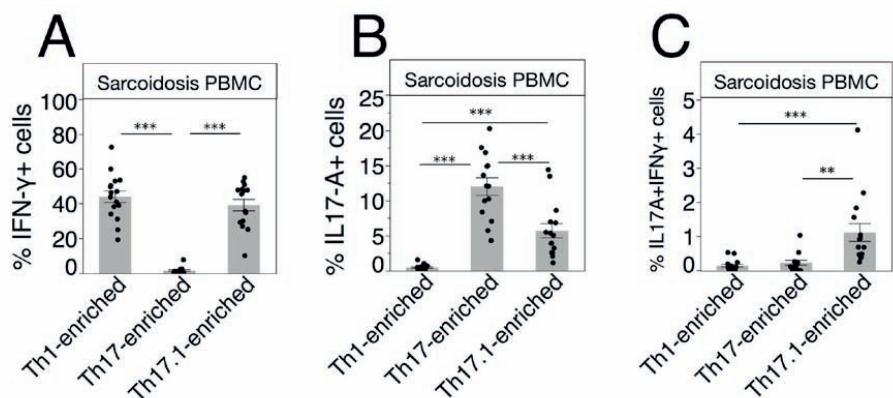 A
Sarcoidosis PBMC
% IFN-γ+ cells
100
80
60
40
20
0
***
***
Th1-enriched
Th17-enriched
Th17.1-enriched
B
Sarcoidosis PBMC
% IL17-A+ cells
25
20
15
10
5
0
***
***
***
Th1-enriched
Th17-enriched
Th17.1-enriched
C
Sarcoidosis PBMC
% IL17A+IFNγ+ cells
5
4
3
2
1
0
***
**
Th1-enriched
Th17-enriched
Th17.1-enriched